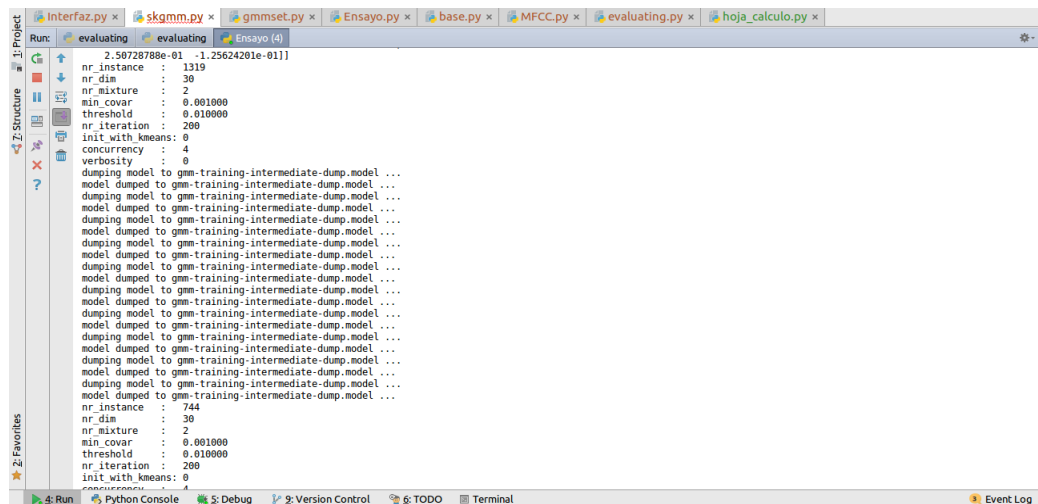 Interfaz.py × skgmm.py × gmmset.py × Ensayo.py × base.py × MFCC.py × evaluating.py × hoja_calculo.py ×
Run: evaluating evaluating Ensayo (4)
1: Project
7: Structure
2: Favorites
2.50728788e-01 -1.25624201e-01]]
nr_instance : 1319
nr_dim : 30
nr_mixture : 2
min_covar : 0.001000
threshold : 0.010000
nr_iteration : 200
init_with_kmeans: 0
concurrency : 4
verbosity : 0
dumping model to gmm-training-intermediate-dump.model ...
model dumped to gmm-training-intermediate-dump.model ...
dumping model to gmm-training-intermediate-dump.model ...
model dumped to gmm-training-intermediate-dump.model ...
dumping model to gmm-training-intermediate-dump.model ...
model dumped to gmm-training-intermediate-dump.model ...
dumping model to gmm-training-intermediate-dump.model ...
model dumped to gmm-training-intermediate-dump.model ...
dumping model to gmm-training-intermediate-dump.model ...
model dumped to gmm-training-intermediate-dump.model ...
dumping model to gmm-training-intermediate-dump.model ...
model dumped to gmm-training-intermediate-dump.model ...
dumping model to gmm-training-intermediate-dump.model ...
model dumped to gmm-training-intermediate-dump.model ...
dumping model to gmm-training-intermediate-dump.model ...
model dumped to gmm-training-intermediate-dump.model ...
dumping model to gmm-training-intermediate-dump.model ...
model dumped to gmm-training-intermediate-dump.model ...
dumping model to gmm-training-intermediate-dump.model ...
model dumped to gmm-training-intermediate-dump.model ...
nr_instance : 744
nr_dim : 30
nr_mixture : 2
min_covar : 0.001000
threshold : 0.010000
nr_iteration : 200
init_with_kmeans: 0
concurrency : 4
4: Run Python Console 5: Debug 9: Version Control 6: TODO Terminal 3 Event Log